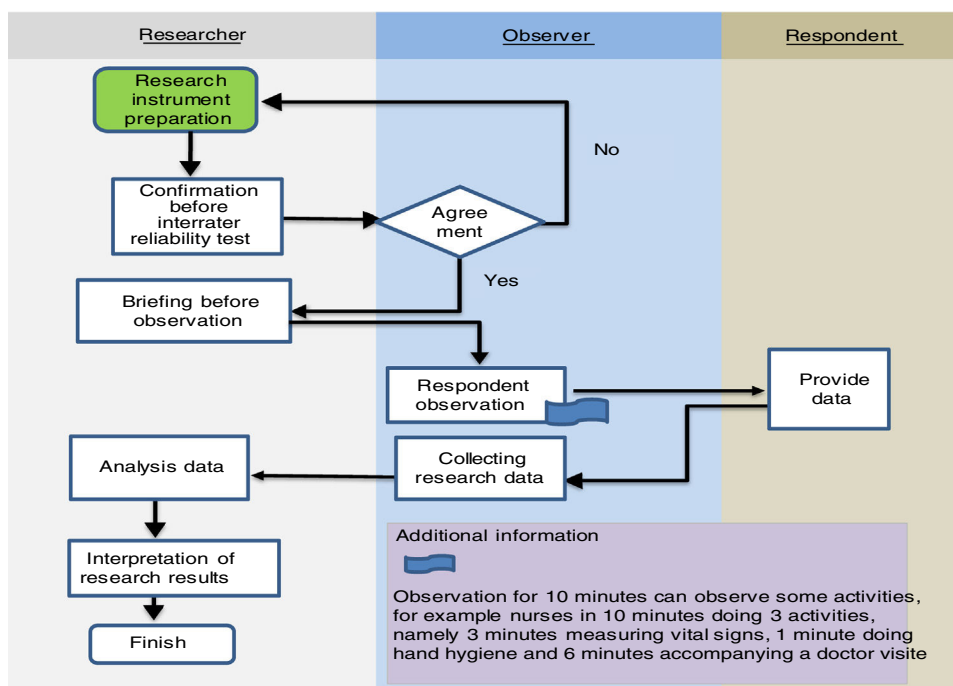 Researcher
Observer
Respondent
Research
instrument
preparation
No
Confirmation
before
interrater
reliability test
Agree
ment
Yes
Briefing before
observation
Respondent
observation
Provide
data
Analysis data
Collecting
research data
Interpretation of
research results
Finish
Additional information
Observation for 10 minutes can observe some activities,
for example nurses in 10 minutes doing 3 activities,
namely 3 minutes measuring vital signs, 1 minute doing
hand hygiene and 6 minutes accompanying a doctor visite